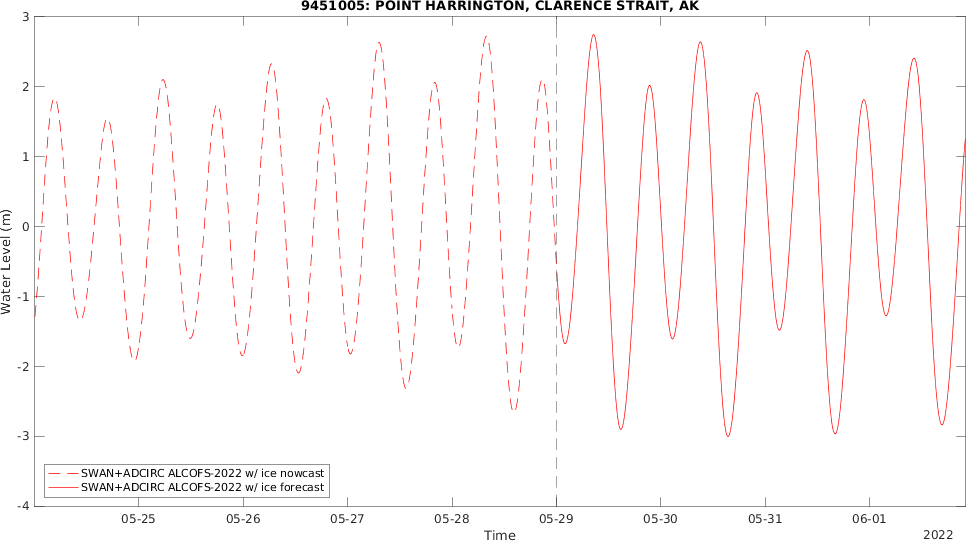 9451005: POINT HARRINGTON, CLARENCE STRAIT, AK
3
2
1
0
-1
-2
-3
-4
Water Level (m)
SWAN+ADCIRC ALCOFS-2022 w/ ice nowcast
SWAN+ADCIRC ALCOFS-2022 w/ ice forecast
05-25 05-26 05-27 05-28 05-29 05-30 05-31 06-01
Time
2022